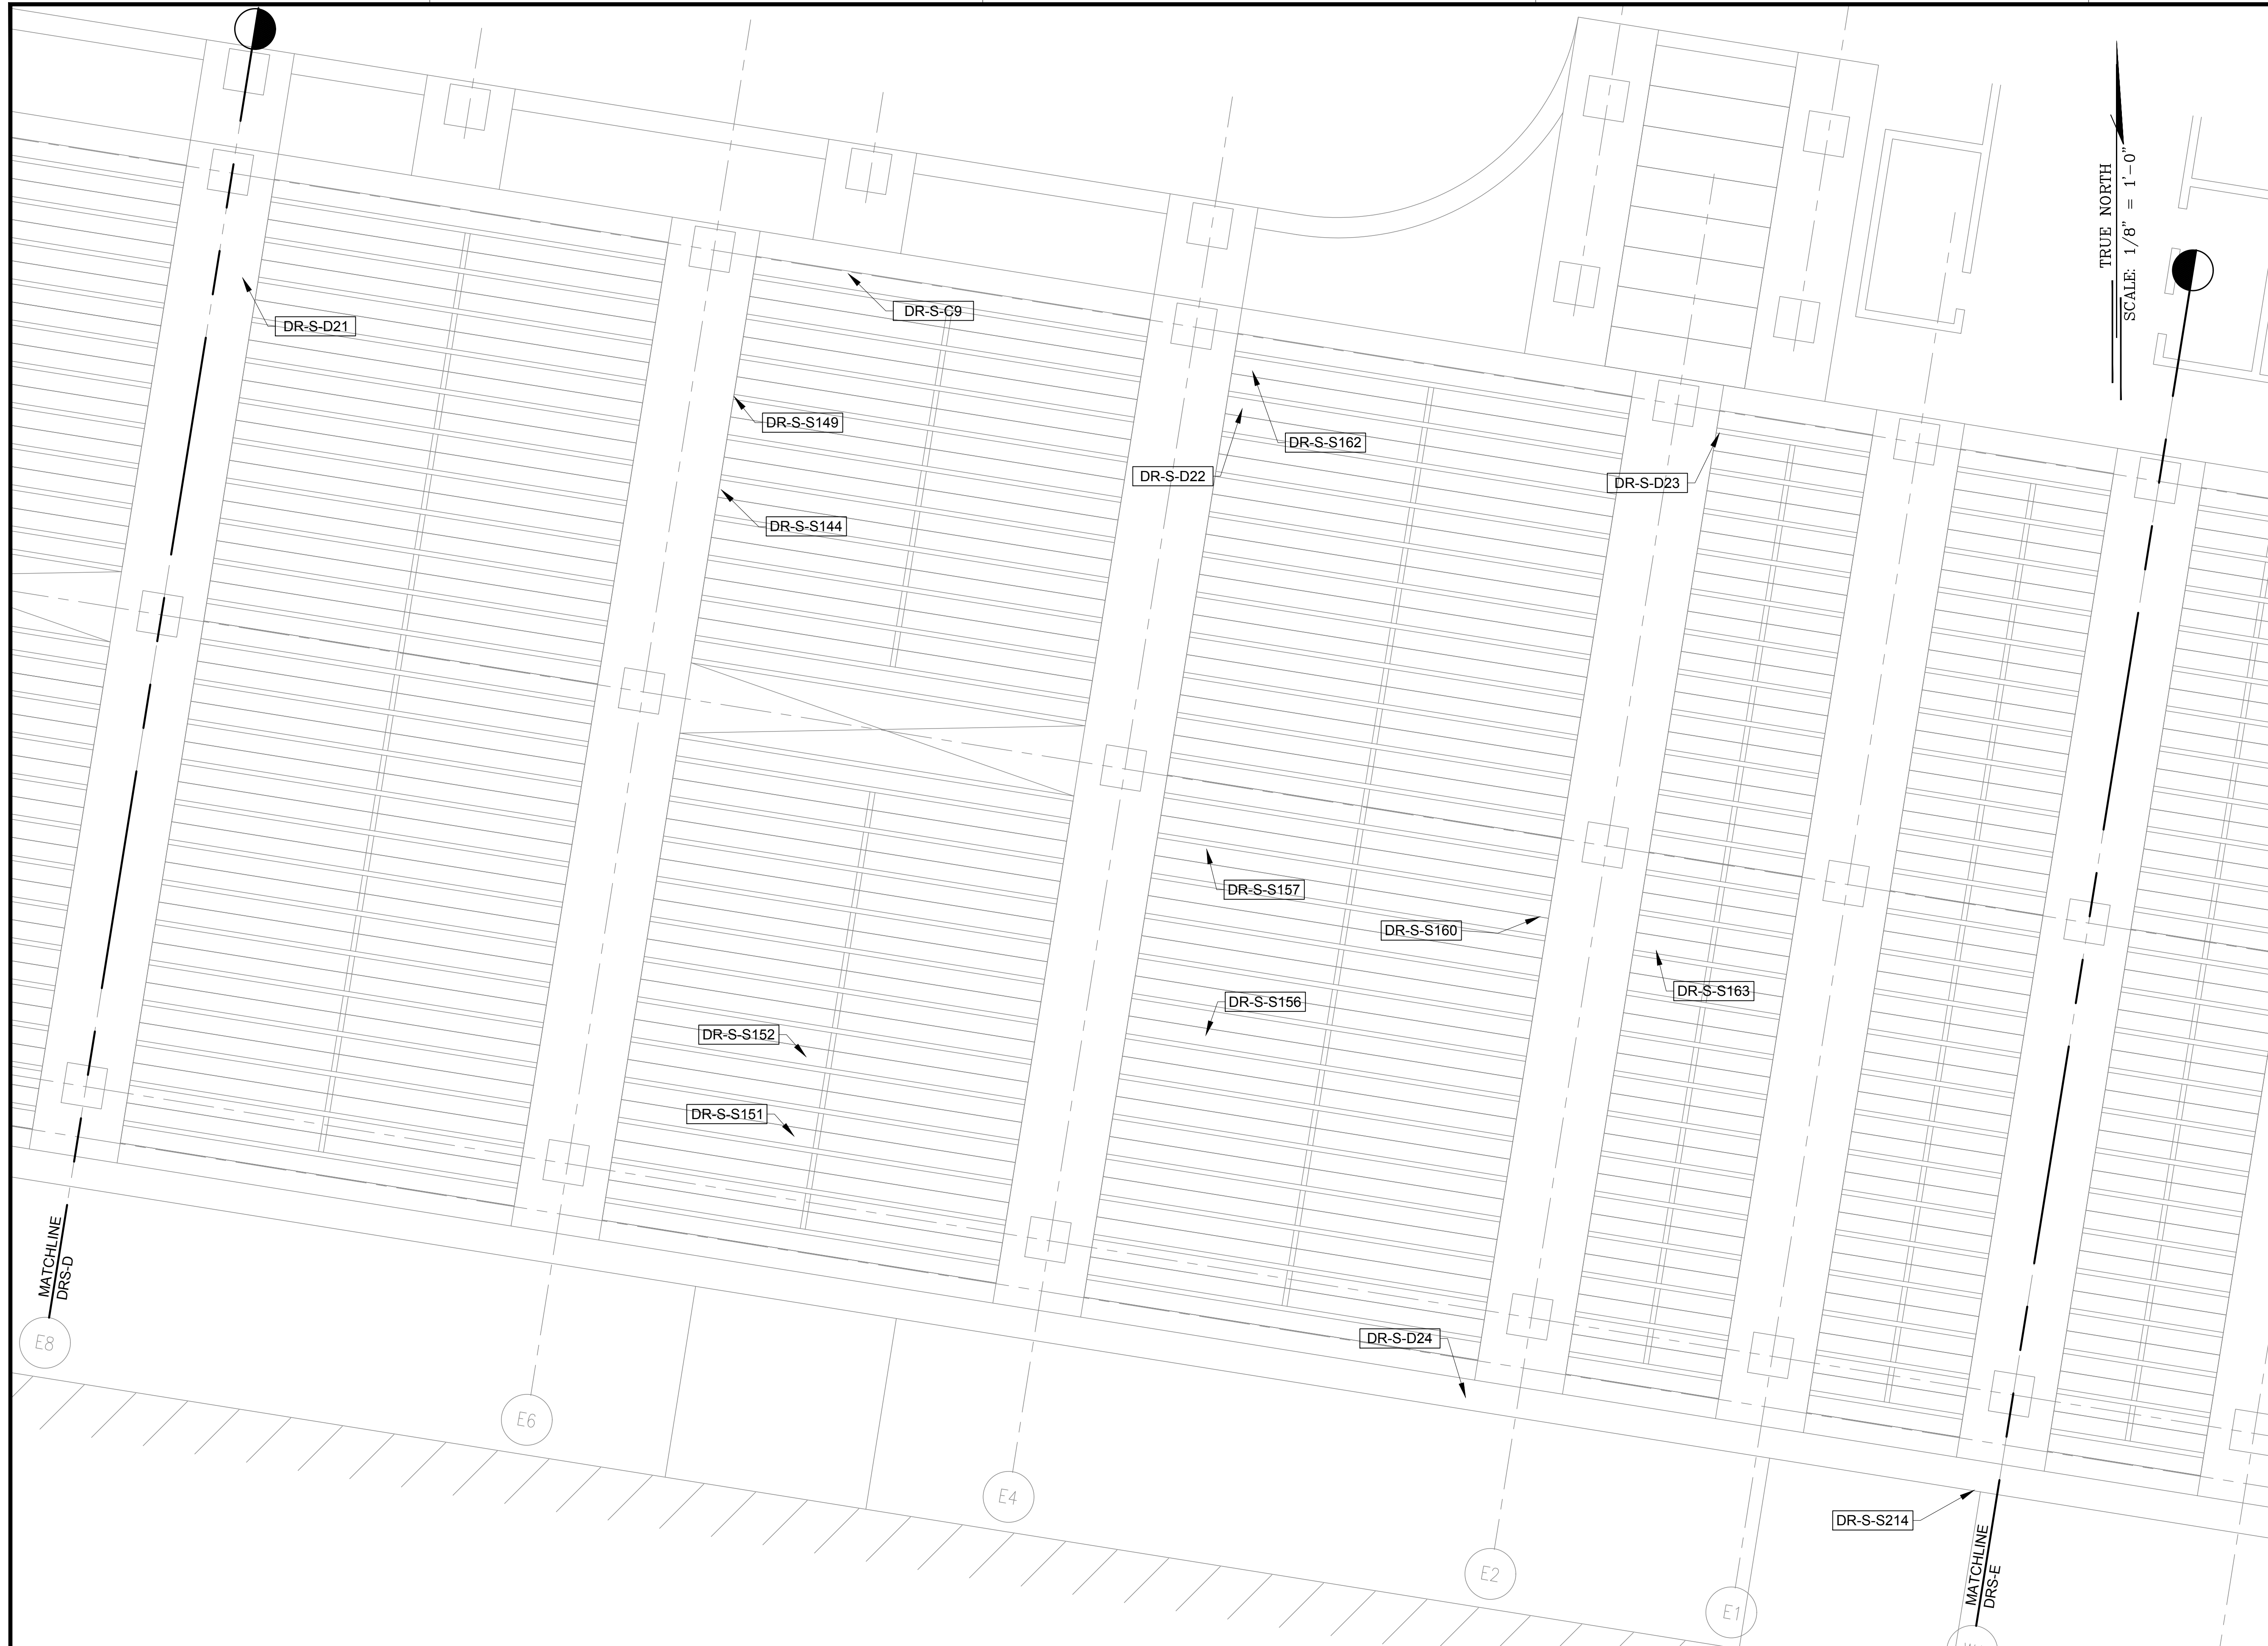 TRUE NORTH
SCALE: 1/8" = 1'-0"
DR-S-C9
DR-S-D21
DR-S-S149
DR-S-S162
DR-S-D22
DR-S-D23
DR-S-S144
DR-S-S157
DR-S-S160
DR-S-S163
DR-S-S156
DR-S-S152
DR-S-S151
DR-S-D24
DR-S-S214
MATCHLINE
DRS-D
E8
E6
E4
E2
E1
MATCHLINE
DRS-E